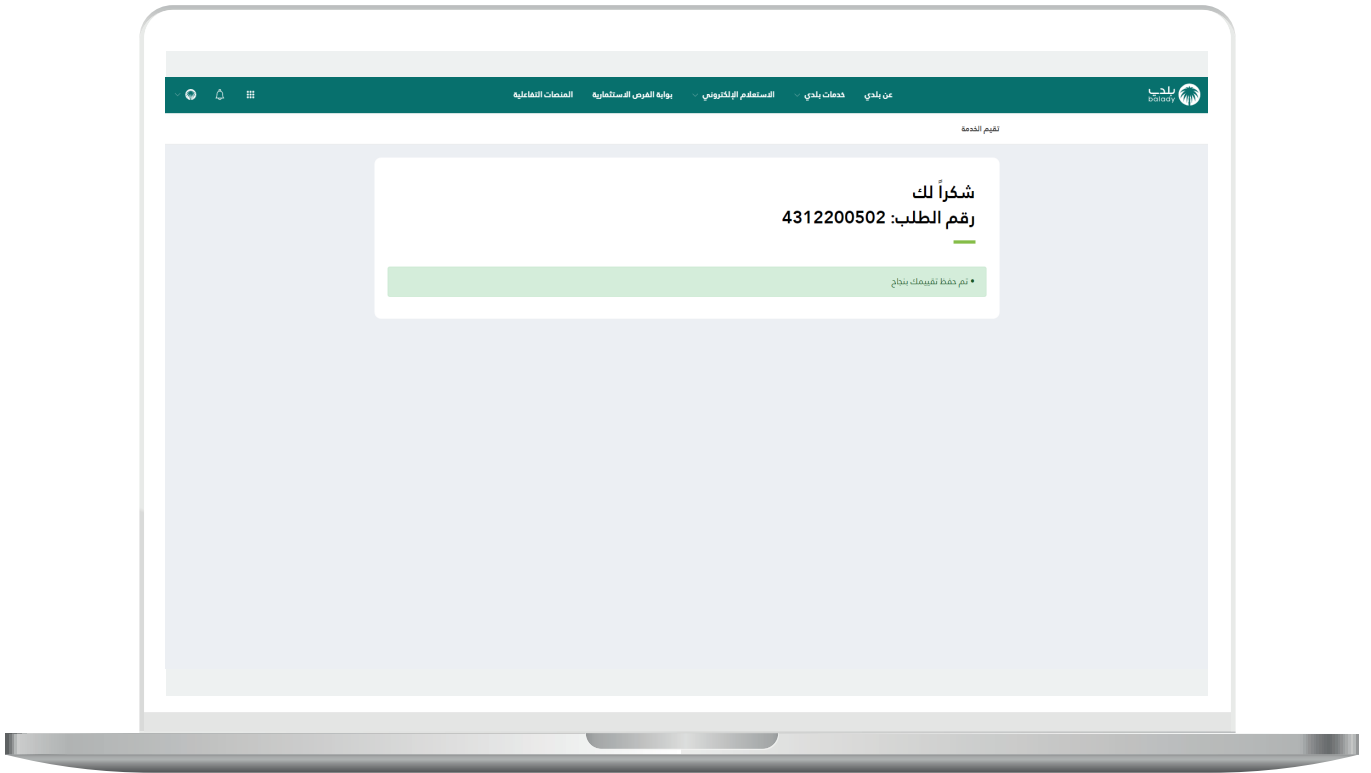 بلدي
balady
عن بلدي
خدمات بلدي
الاستعلام الإلكتروني
بوابة الفرص الاستثمارية
المنصات التفاعلية
تقيم الخدمة
شكراً لك
رقم الطلب: 4312200502
• تم حفظ تقييمك بنجاح